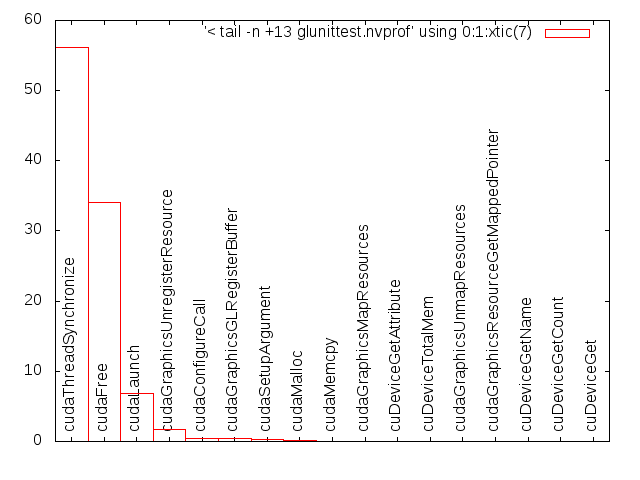 '< tail -n +13 glunittest.nvprof' using 0:1:xtic(7)
60
50
40
30
20
10
0
cudaThreadSynchronize
cudaFree
cudaLaunch
cudaGraphicsUnregisterResource
cudaConfigureCall
cudaGraphicsGLRegisterBuffer
cudaSetupArgument
cudaMalloc
cudaMemcpy
cudaGraphicsMapResources
cuDeviceGetAttribute
cuDeviceTotalMem
cudaGraphicsUnmapResources
cudaGraphicsResourceGetMappedPointer
cuDeviceGetName
cuDeviceGetCount
cuDeviceGet